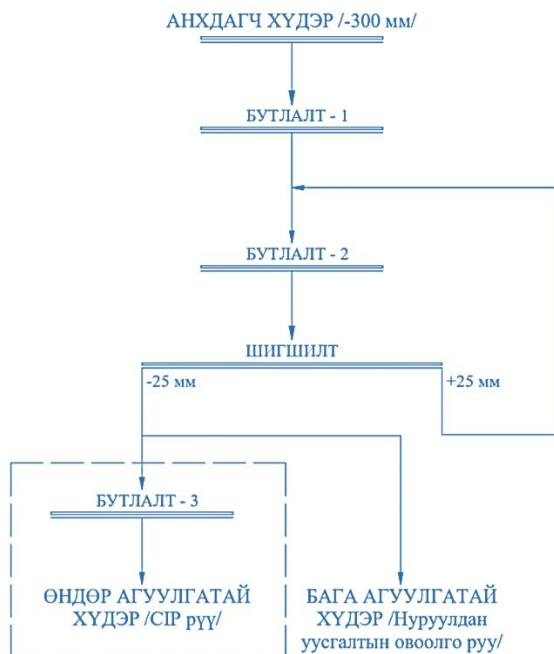 АНХДАГЧ ХҮДЭР /-300 мм/
БУТЛАЛТ - 1
БУТЛАЛТ - 2
ШИГШИЛТ
-25 мм
+25 мм
БУТЛАЛТ - 3
ӨНДӨР АГУУЛГАТАЙ
ХҮДЭР /CIP рүү/
БАГА АГУУЛГАТАЙ
ХҮДЭР /Нуруулдан
уусгалтын овоолго руу/